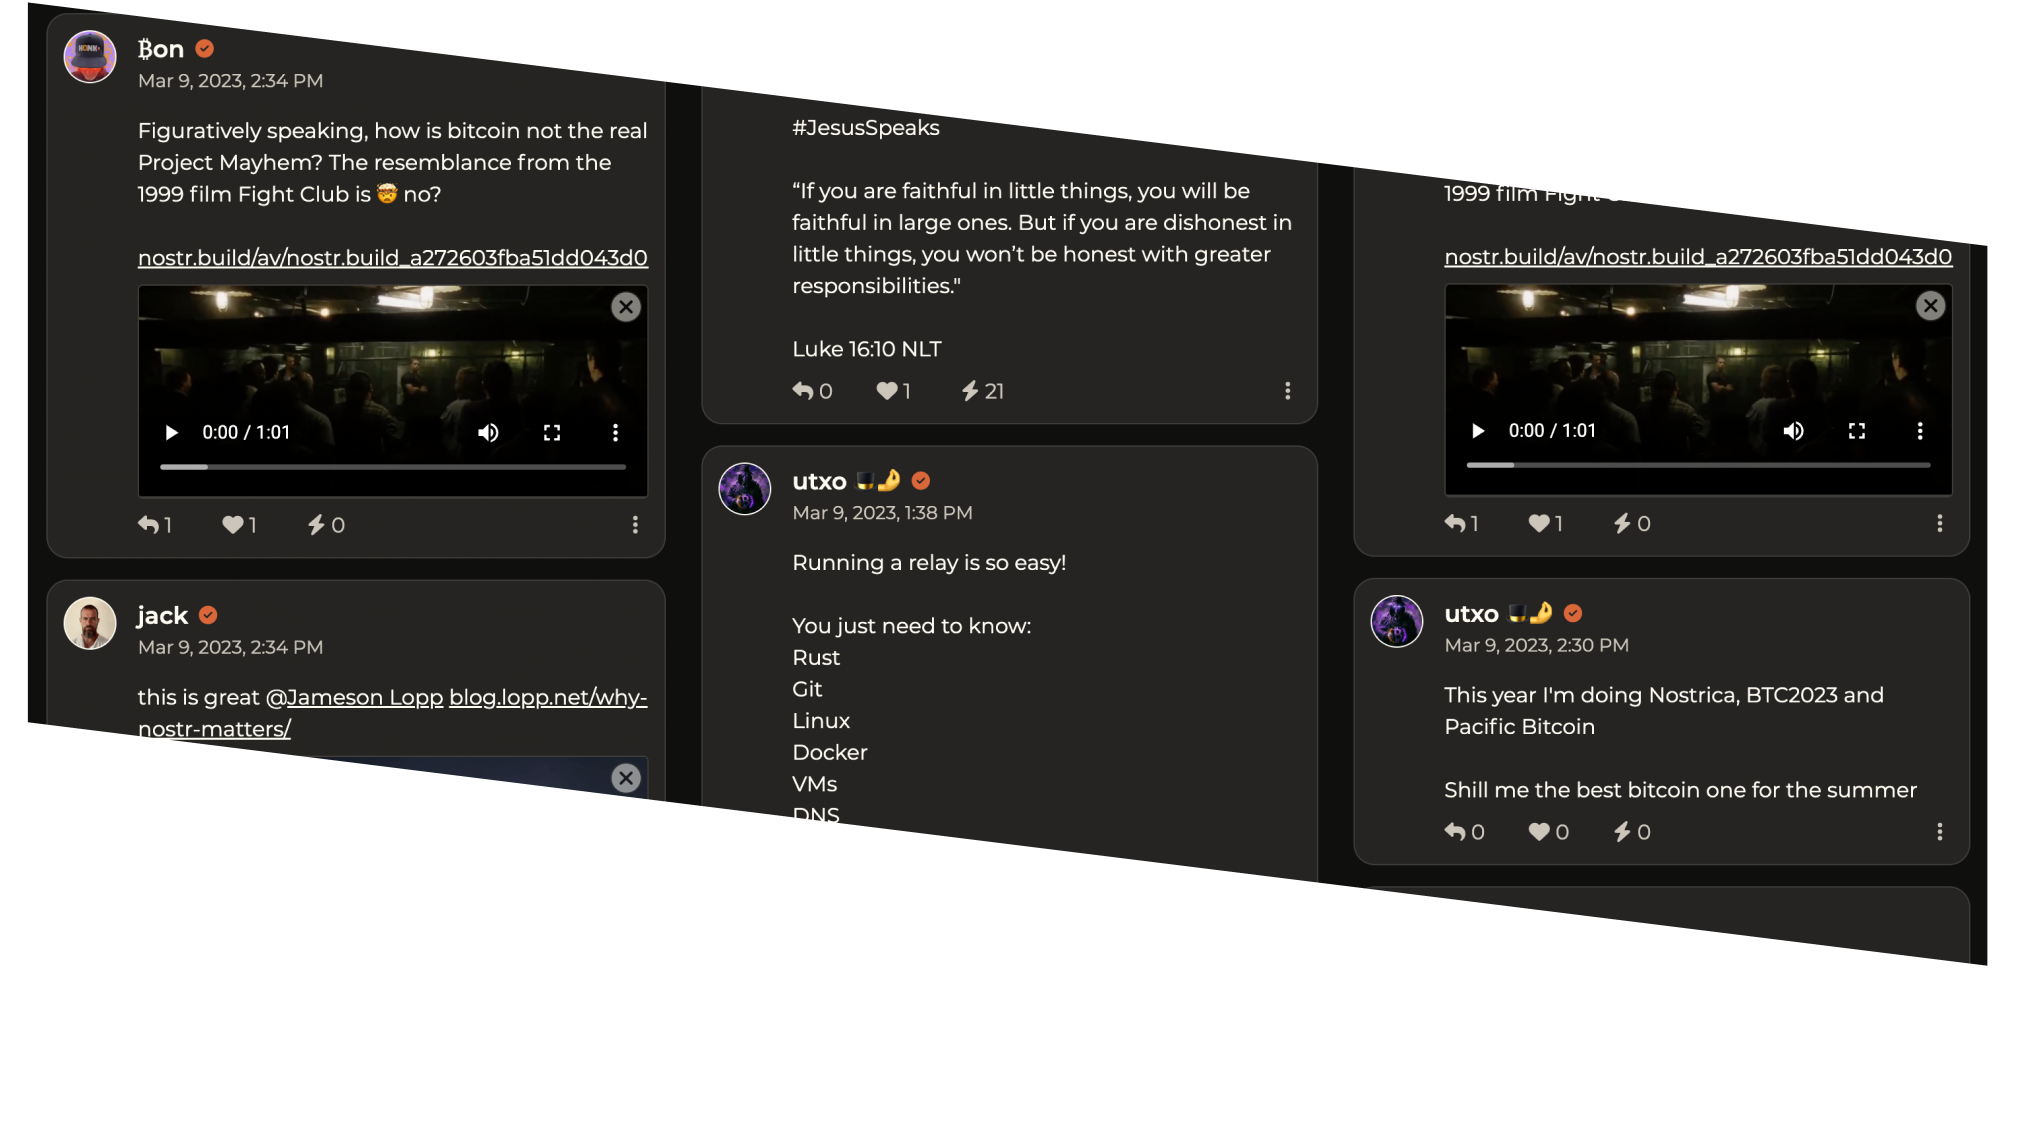 ₿on
Mar 9, 2023, 2:34 PM
Figuratively speaking, how is bitcoin not the real
Project Mayhem? The resemblance from the
1999 film Fight Club is 🤯 no?
nostr.build/av/nostr.build_a272603fba51dd043d0
0:00 / 1:01
1
1
0
jack
Mar 9, 2023, 2:34 PM
this is great @Jameson Lopp blog.lopp.net/why-
nostr-matters/
#JesusSpeaks
“If you are faithful in little things, you will be
faithful in large ones. But if you are dishonest in
little things, you won’t be honest with greater
responsibilities."
Luke 16:10 NLT
0
1
21
utxo
Mar 9, 2023, 1:38 PM
Running a relay is so easy!
You just need to know:
Rust
Git
Linux
Docker
VMs
DNS
1999 film Fight
nostr.build/av/nostr.build_a272603fba51dd043d0
0:00 / 1:01
1
1
0
utxo
Mar 9, 2023, 2:30 PM
This year I'm doing Nostrica, BTC2023 and
Pacific Bitcoin
Shill me the best bitcoin one for the summer
0
0
0